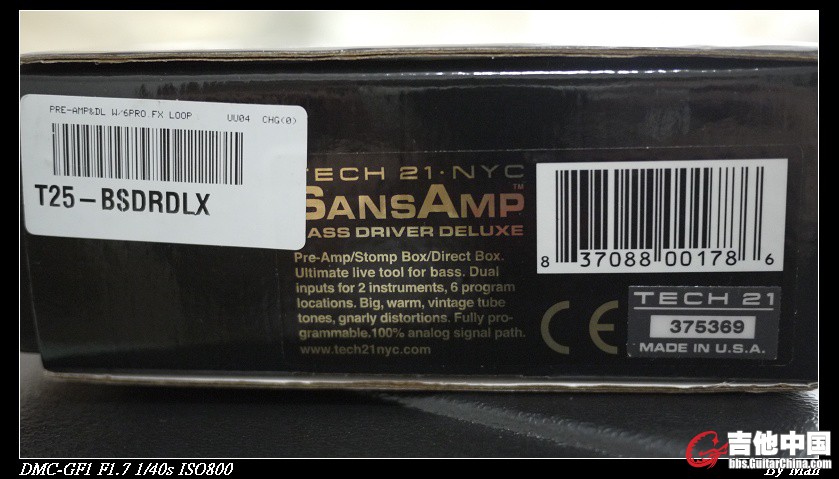 PRE-AMP&DL W/6PRO.FX LOOP UU04 CHG(0)
T25-BSDRDLX
TECH 21·NYC
SANSAMP™
BASS DRIVER DELUXE
Pre-Amp/Stomp Box/Direct Box.
Ultimate live tool for bass. Dual
inputs for 2 instruments, 6 program
locations. Big, warm, vintage tube
tones, gnarly distortions. Fully pro-
grammable.100% analog signal path.
www.tech21nyc.com
8 37088 00178 6
CE
TECH 21
375369
MADE IN U.S.A.
吉他中国
bbs.GuitarChina.com
DMC-GF1 F1.7 1/40s ISO800
By Man